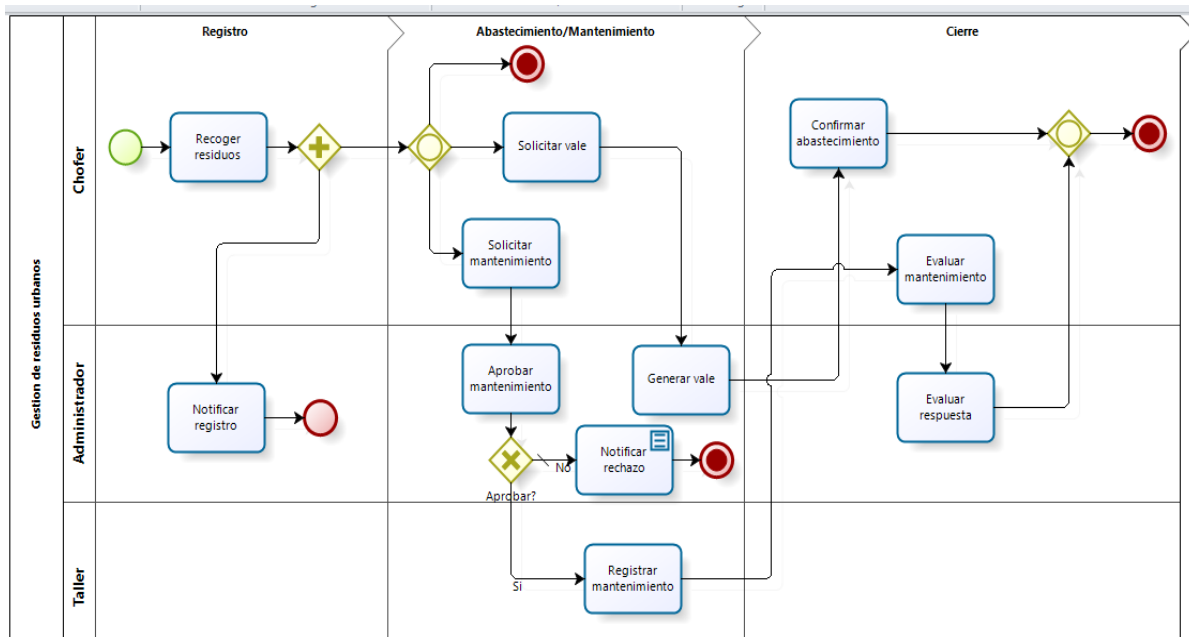 Registro
Abastecimiento/Mantenimiento
Cierre
Gestion de residuos urbanos
Chofer
Recoger
residuos
Solicitar vale
Confirmar
abastecimiento
Solicitar
mantenimiento
Evaluar
mantenimiento
Administrador
Notificar
registro
Aprobar
mantenimiento
Generar vale
Evaluar
respuesta
Notificar
rechazo
No
Aprobar?
Taller
Si
Registrar
mantenimiento